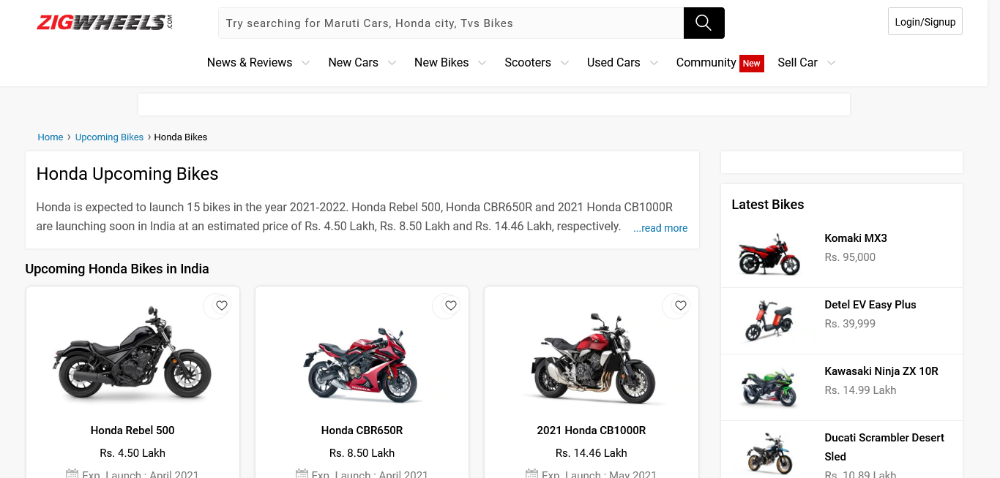 ZIGWHEELS.COM
Try searching for Maruti Cars, Honda city, Tvs Bikes
Login/Signup
News & Reviews New Cars New Bikes Scooters Used Cars Community New Sell Car
Home › Upcoming Bikes › Honda Bikes
Honda Upcoming Bikes
Honda is expected to launch 15 bikes in the year 2021-2022. Honda Rebel 500, Honda CBR650R and 2021 Honda CB1000R
are launching soon in India at an estimated price of Rs. 4.50 Lakh, Rs. 8.50 Lakh and Rs. 14.46 Lakh, respectively. ...read more
Upcoming Honda Bikes in India
Honda Rebel 500
Rs. 4.50 Lakh
Exp. Launch : April 2021
Honda CBR650R
Rs. 8.50 Lakh
Exp. Launch : April 2021
2021 Honda CB1000R
Rs. 14.46 Lakh
Exp. Launch : May 2021
Latest Bikes
Komaki MX3
Rs. 95,000
Detel EV Easy Plus
Rs. 39,999
Kawasaki Ninja ZX 10R
Rs. 14.99 Lakh
Ducati Scrambler Desert
Sled
Rs. 10.89 Lakh